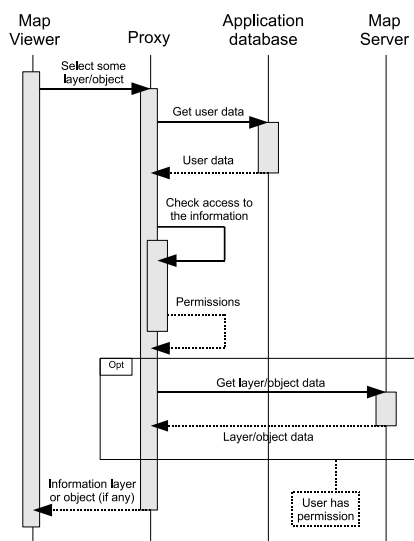 Map
Viewer
Proxy
Application
database
Map
Server
Select some
layer/object
Get user data
User data
Check access to
the information
Permissions
Opt
Get layer/object data
Layer/object data
Information layer
or object (if any)
User has
permission